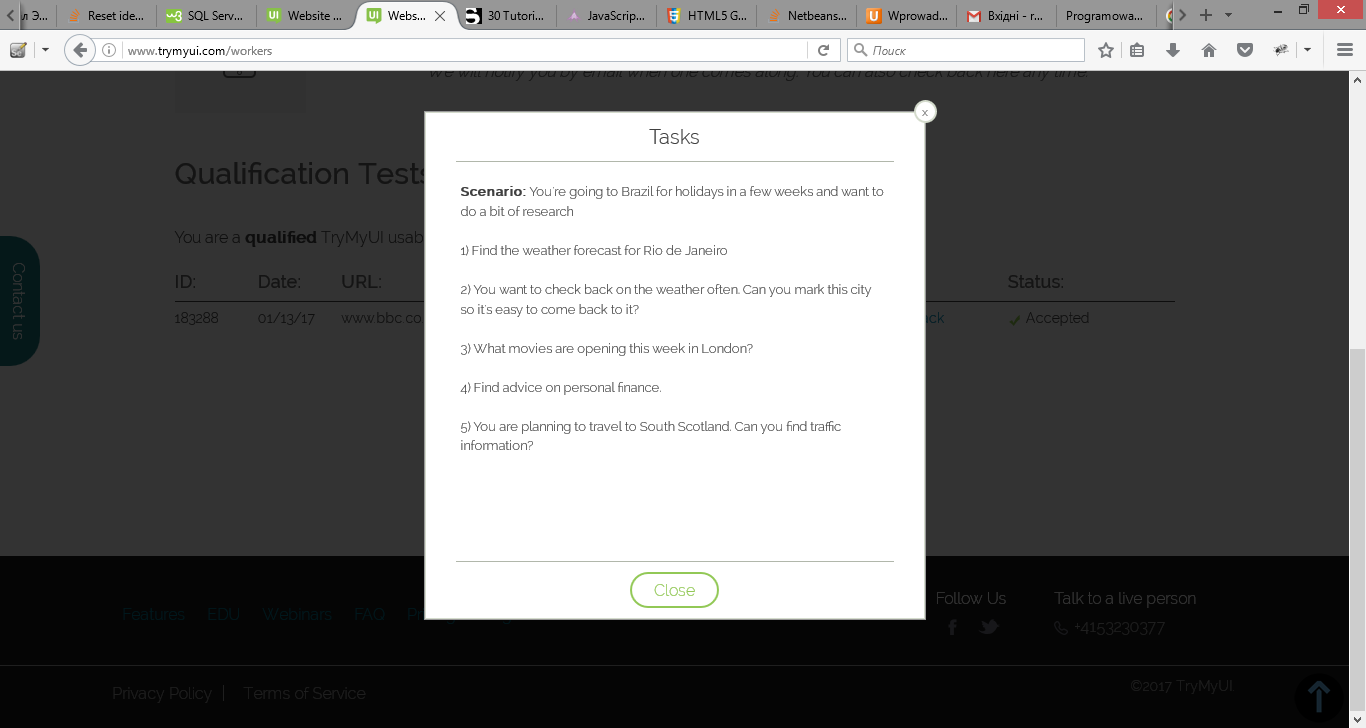 л Э...
Reset ide...
SQL Serv...
Website ...
Webs...
30 Tutori...
JavaScrip...
HTML5 G...
Netbeans...
Wprowad...
Вхідні - r...
Programowa...
www.trymyui.com/workers
Поиск
We will notify you by email when one comes along. You can also check back here any time.
x
Tasks
Scenario: You're going to Brazil for holidays in a few weeks and want to
do a bit of research
1) Find the weather forecast for Rio de Janeiro
2) You want to check back on the weather often. Can you mark this city
so it's easy to come back to it?
3) What movies are opening this week in London?
4) Find advice on personal finance.
5) You are planning to travel to South Scotland. Can you find traffic
information?
Close
Qualification Tests
You are a qualified TryMyUI usab
ID: Date: URL: Status:
183288 01/13/17 www.bbc.co ck Accepted
Contact us
Features EDU Webinars FAQ
Follow Us
Talk to a live person
+4153230377
Privacy Policy | Terms of Service
©2017 TryMyUI